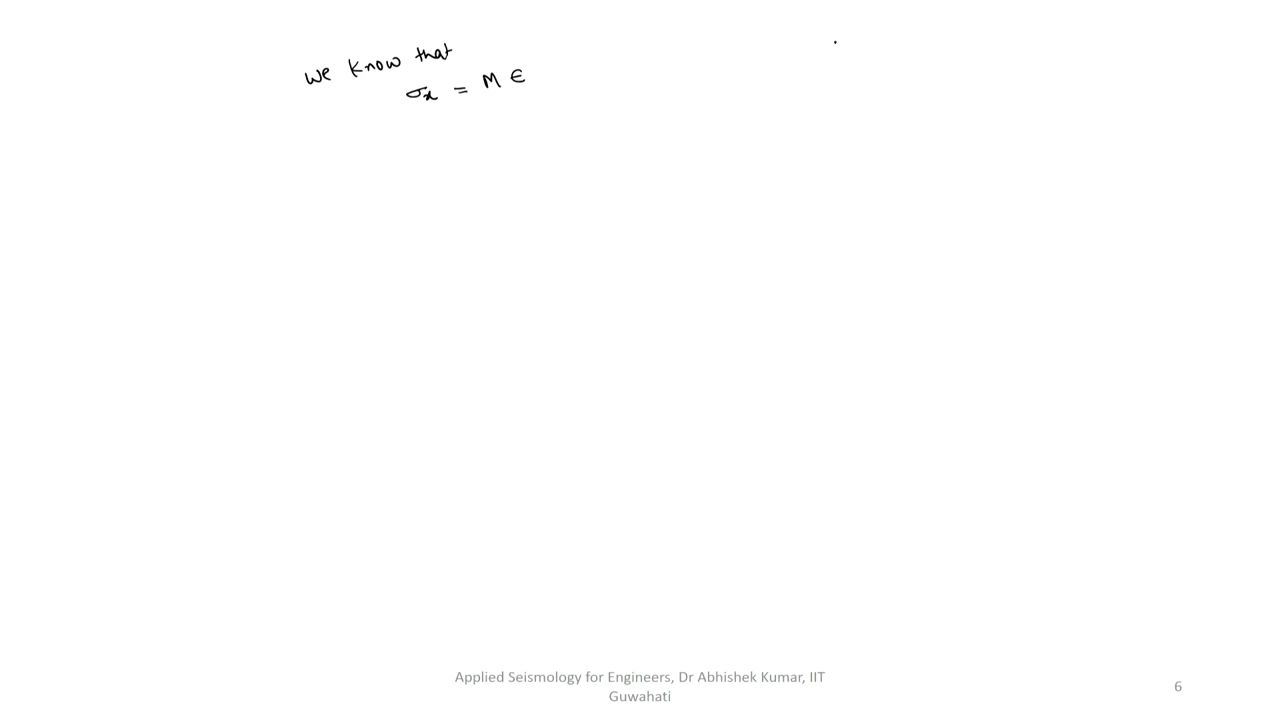 we know that
σx = M ϵ
Applied Seismology for Engineers, Dr Abhishek Kumar, IIT
Guwahati
6